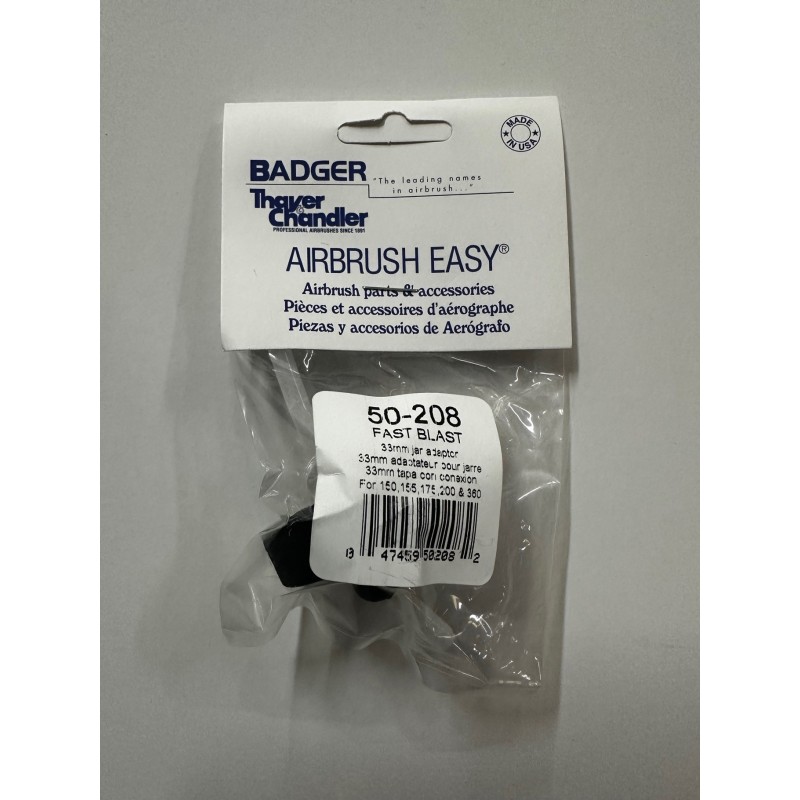 MADE IN USA
BADGER
"The leading names
in airbrush..."
Thayer &
Chandler
PROFESSIONAL AIRBRUSHES SINCE 1891
AIRBRUSH EASY®
Airbrush parts & accessories
Pièces et accessoires d'aérographe
Piezas y accesorios de Aerógrafo
50-208
FAST BLAST
33mm jar adaptor
33mm adaptateur pour jarre
33mm tapa con conexion
For 150,155,175,200 & 360
8 47459 50208 2